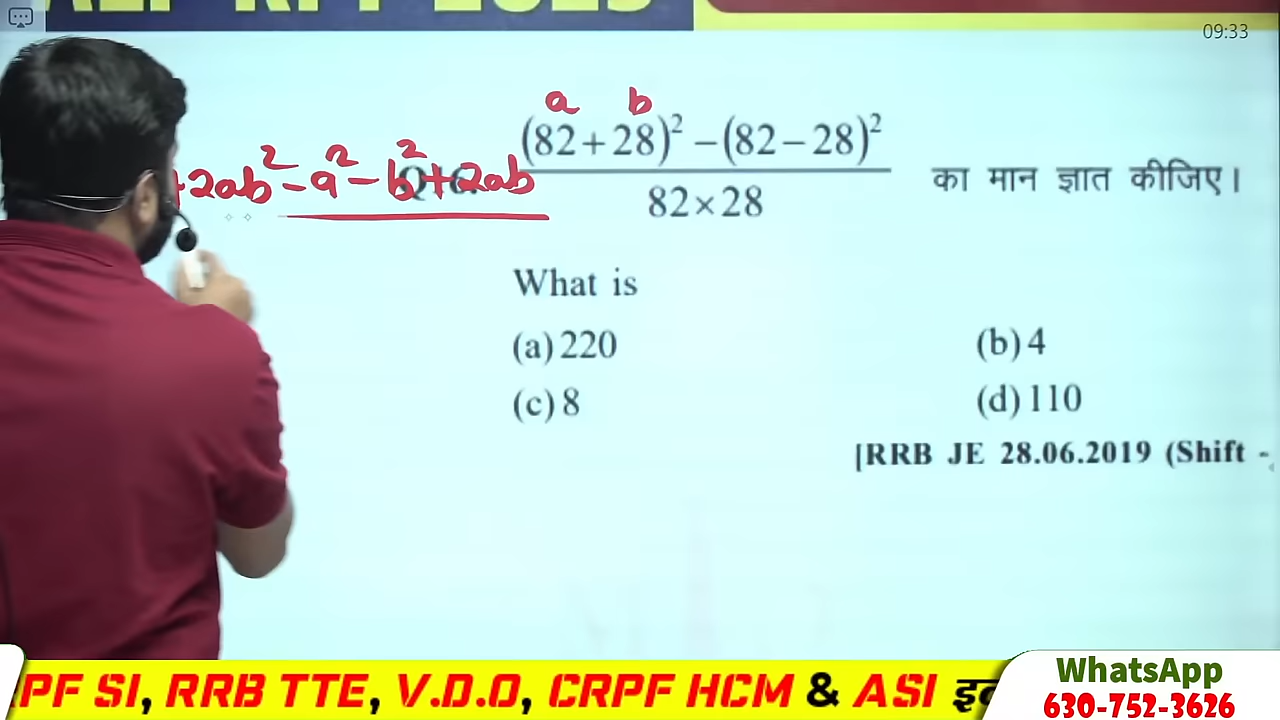 09:33
a b
(82+28)² −(82−28)²
2ab² - a² - b² + 2ab
82×28
का मान ज्ञात कीजिए।
What is
(a) 220 (b) 4
(c) 8 (d) 110
[RRB JE 28.06.2019 (Shift -
PF SI, RRB TTE, V.D.O, CRPF HCM & ASI
WhatsApp
630-752-3626